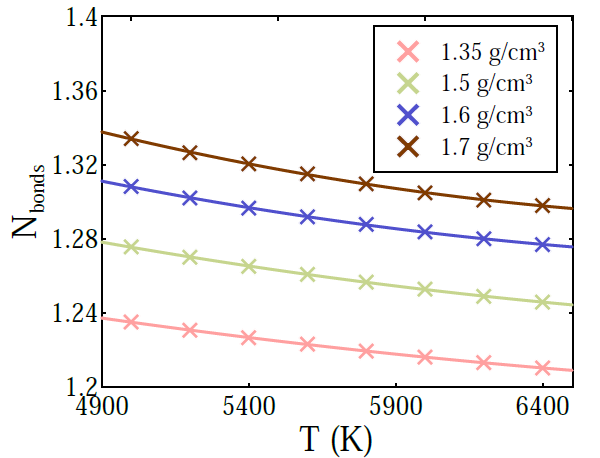 1.4
1.36
1.32
1.28
1.24
1.2
4900
5400
5900
6400
N_bonds
T (K)
1.35 g/cm³
1.5 g/cm³
1.6 g/cm³
1.7 g/cm³